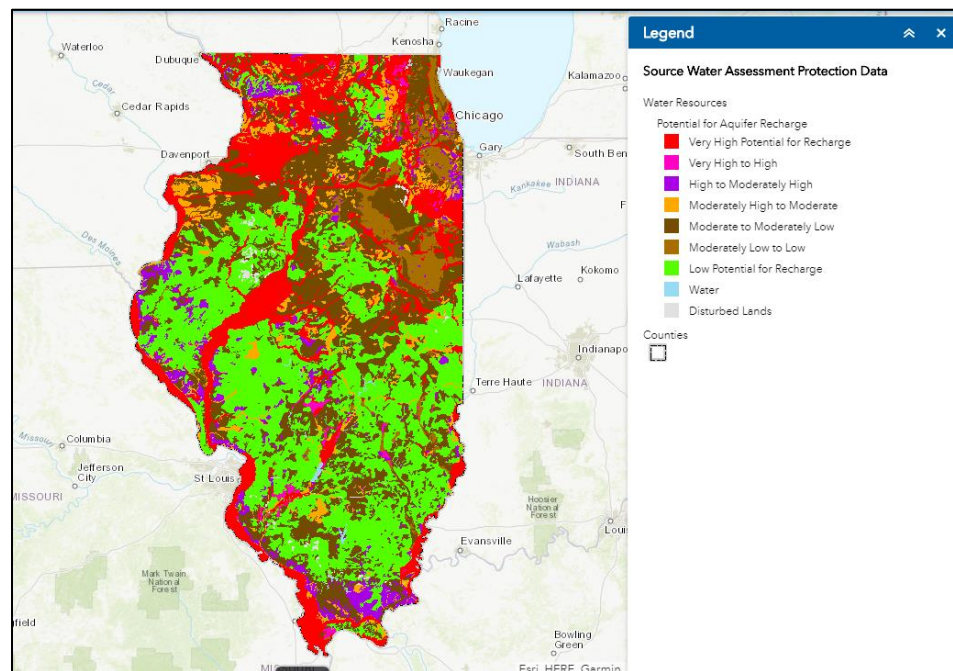 Racine
Waterloo
Kenosha
Dubuque
Waukegan
Kalamazoo
Cedar
Cedar Rapids
Chicago
Davenport
Gary
South Ben
Kankakee
INDIANA
F
Des Moines
Wabash
Lafayette
Kokomo
Indianapo
Terre Haute
INDIANA
Missouri
Columbia
Jefferson
City
St Louis
MISSOURI
Hoosier
National
Forest
Loui
Evansville
Mark Twain
National
Forest
field
Bowling
Green
Esri, HERE, Garmin
Legend
Source Water Assessment Protection Data
Water Resources
Potential for Aquifer Recharge
Very High Potential for Recharge
Very High to High
High to Moderately High
Moderately High to Moderate
Moderate to Moderately Low
Moderately Low to Low
Low Potential for Recharge
Water
Disturbed Lands
Counties